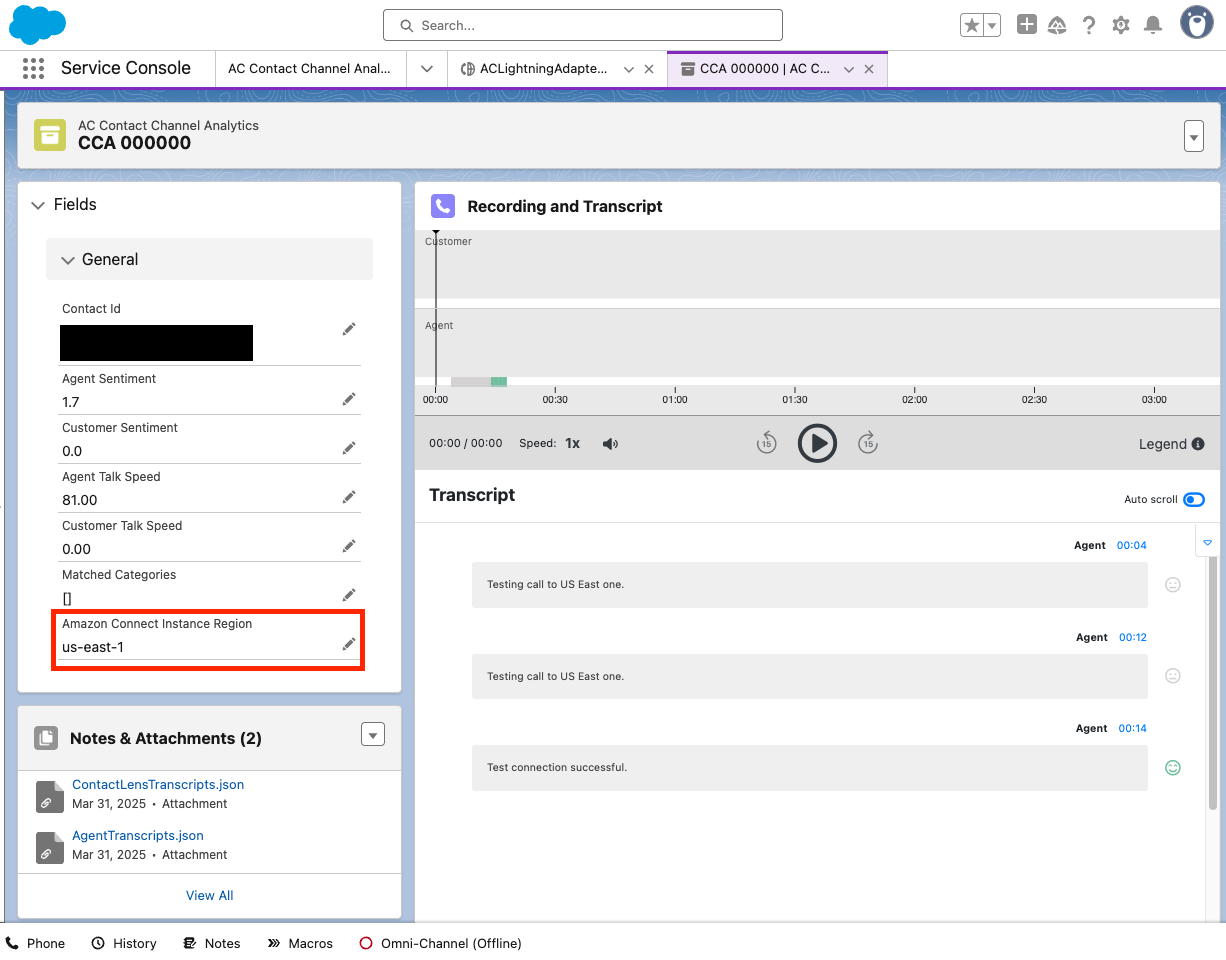 Search...
Service Console
AC Contact Channel Anal...
ACLightningAdapte...
CCA 000000 | AC C...
AC Contact Channel Analytics
CCA 000000
Fields
General
Contact Id
Agent Sentiment
1.7
Customer Sentiment
0.0
Agent Talk Speed
81.00
Customer Talk Speed
0.00
Matched Categories
[]
Amazon Connect Instance Region
us-east-1
Notes & Attachments (2)
ContactLensTranscripts.json
Mar 31, 2025 • Attachment
AgentTranscripts.json
Mar 31, 2025 • Attachment
View All
Recording and Transcript
Customer
Agent
00:00 00:30 01:00 01:30 02:00 02:30 03:00
00:00 / 00:00 Speed: 1x 15 15 Legend
Transcript
Auto scroll
Agent 00:04
Testing call to US East one.
Agent 00:12
Testing call to US East one.
Agent 00:14
Test connection successful.
Phone History Notes Macros Omni-Channel (Offline)